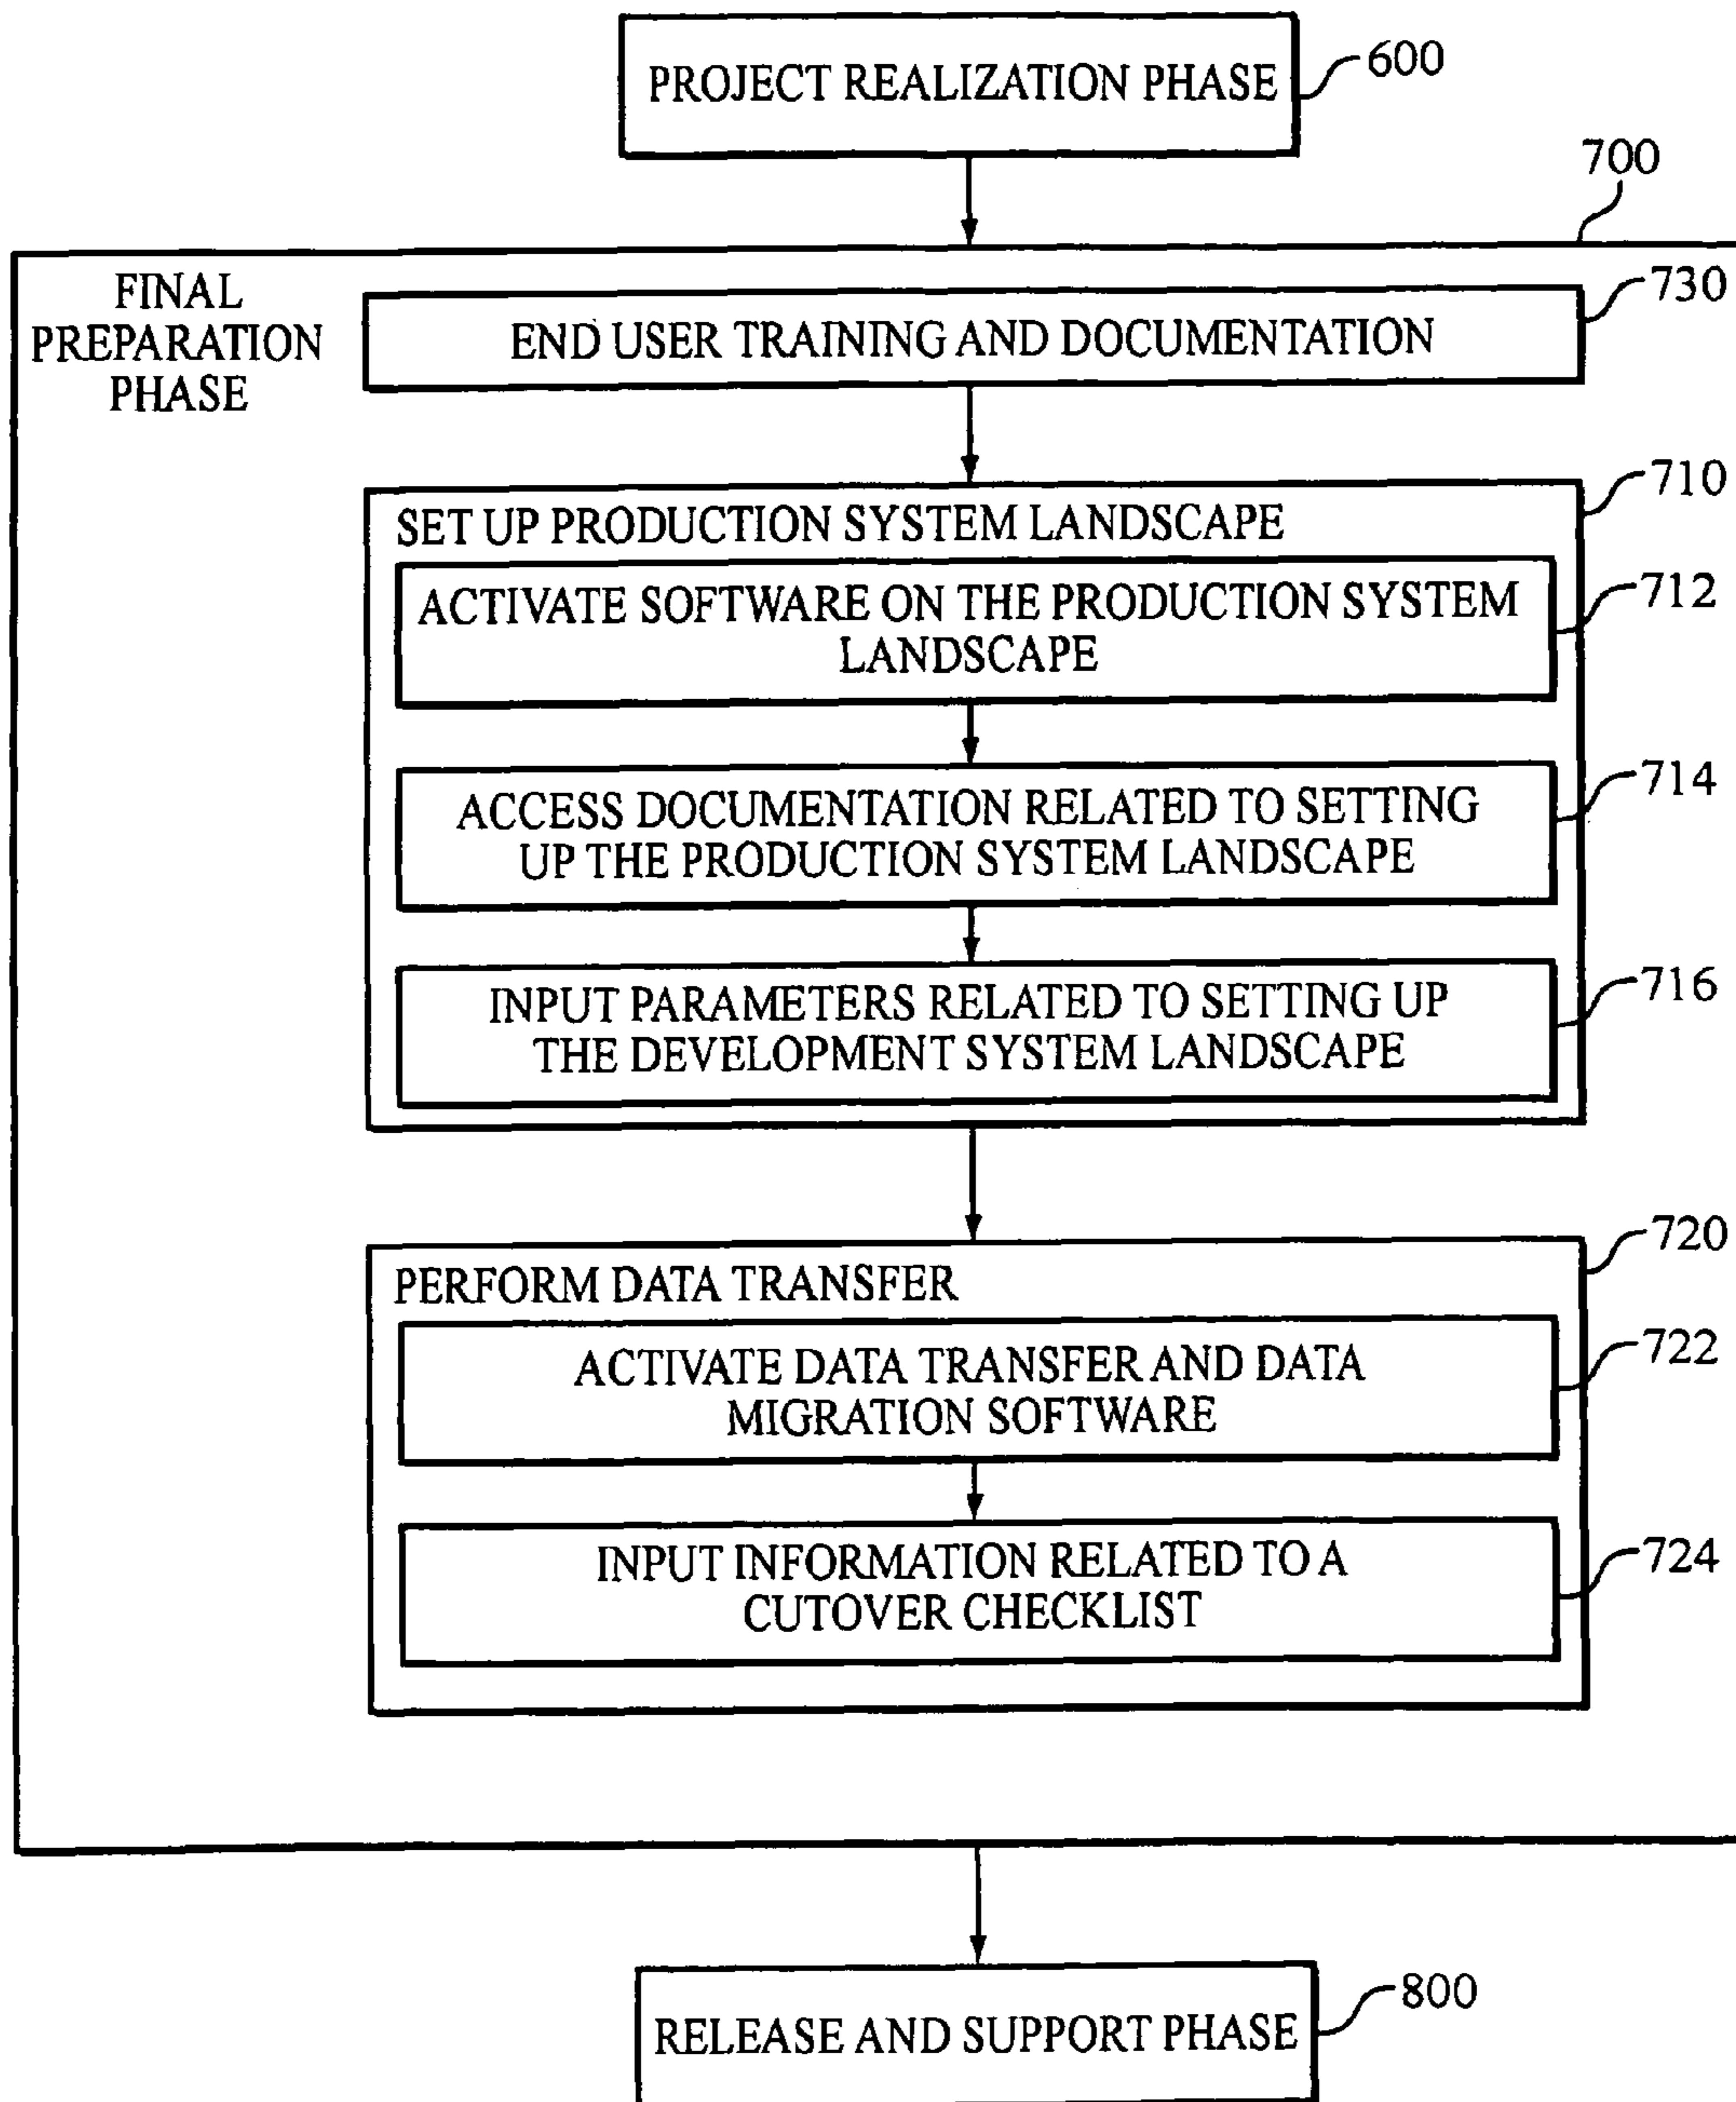 PROJECT REALIZATION PHASE
600
700
FINAL
PREPARATION
PHASE
730
END USER TRAINING AND DOCUMENTATION
710
SET UP PRODUCTION SYSTEM LANDSCAPE
712
ACTIVATE SOFTWARE ON THE PRODUCTION SYSTEM
LANDSCAPE
714
ACCESS DOCUMENTATION RELATED TO SETTING
UP THE PRODUCTION SYSTEM LANDSCAPE
716
INPUT PARAMETERS RELATED TO SETTING UP
THE DEVELOPMENT SYSTEM LANDSCAPE
720
PERFORM DATA TRANSFER
722
ACTIVATE DATA TRANSFER AND DATA
MIGRATION SOFTWARE
724
INPUT INFORMATION RELATED TO A
CUTOVER CHECKLIST
800
RELEASE AND SUPPORT PHASE